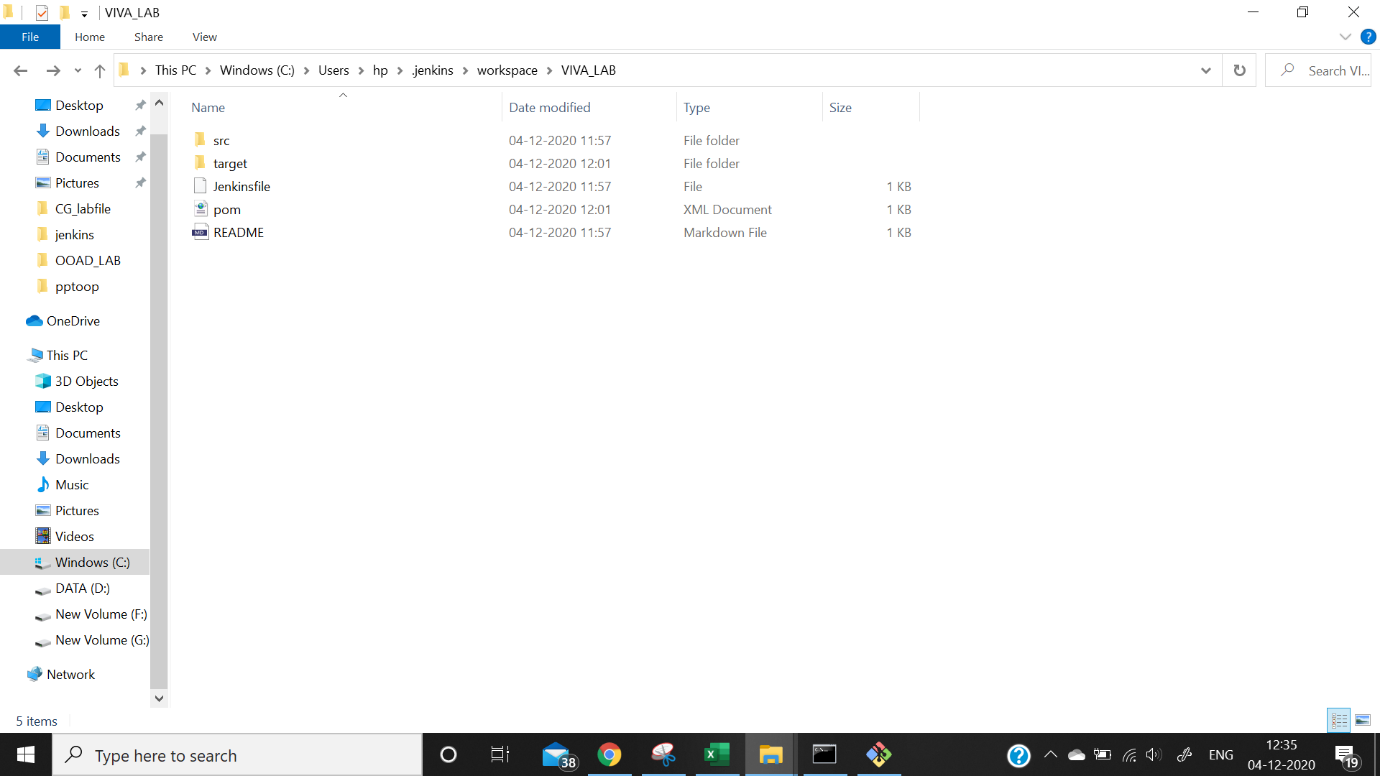 VIVA_LAB
File Home Share View
This PC Windows (C:) Users hp .jenkins workspace VIVA_LAB
Search VI...
Desktop
Downloads
Documents
Pictures
CG_labfile
jenkins
OOAD_LAB
pptoop
OneDrive
This PC
3D Objects
Desktop
Documents
Downloads
Music
Pictures
Videos
Windows (C:)
DATA (D:)
New Volume (F:)
New Volume (G:)
Network
Name Date modified Type Size
src 04-12-2020 11:57 File folder
target 04-12-2020 12:01 File folder
Jenkinsfile 04-12-2020 11:57 File 1 KB
pom 04-12-2020 12:01 XML Document 1 KB
MD README 04-12-2020 11:57 Markdown File 1 KB
5 items
Type here to search
38
ENG
12:35
04-12-2020
19